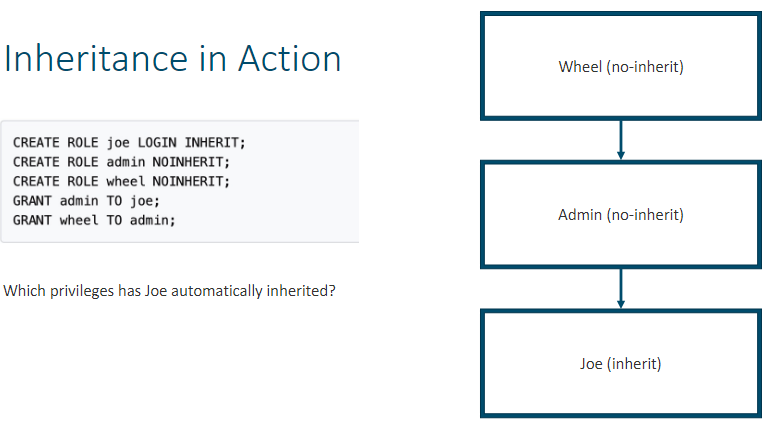 Inheritance in Action
CREATE ROLE joe LOGIN INHERIT;
CREATE ROLE admin NOINHERIT;
CREATE ROLE wheel NOINHERIT;
GRANT admin TO joe;
GRANT wheel TO admin;
Which privileges has Joe automatically inherited?
Wheel (no-inherit)
Admin (no-inherit)
Joe (inherit)